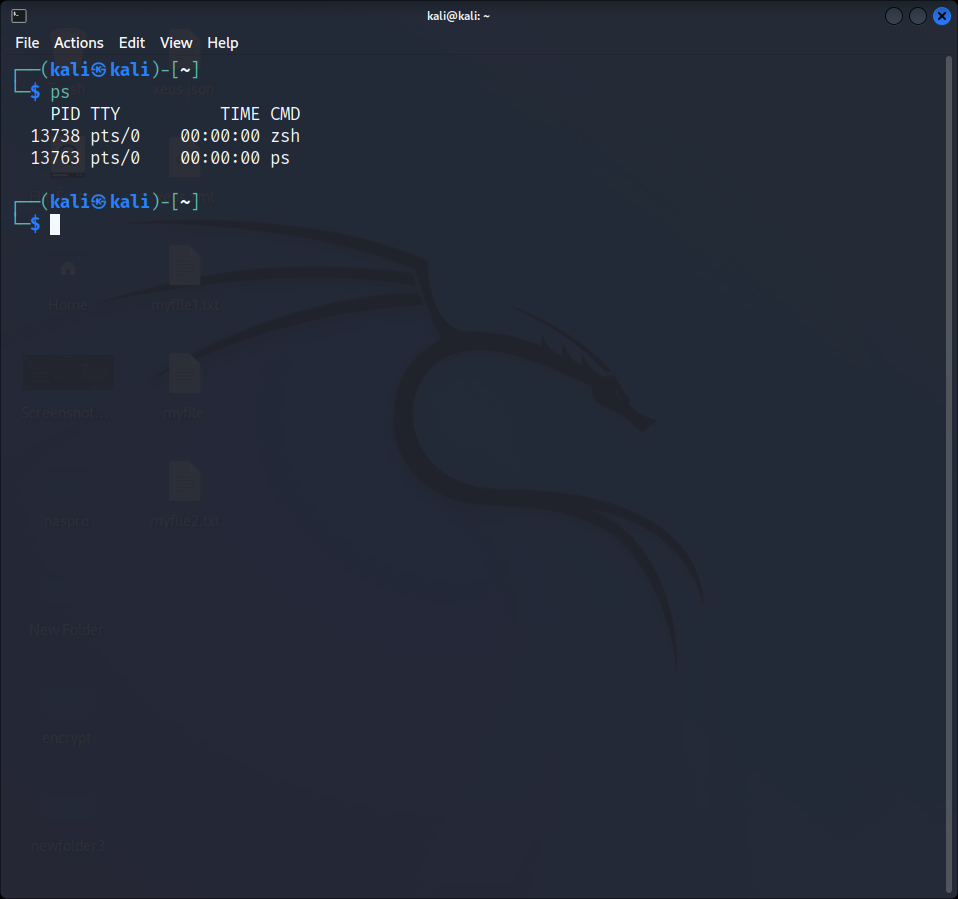 kali@kali: ~
File Actions Edit View Help
┌──(kali㉿kali)-[~]
└─$ ps
    PID TTY          TIME CMD
  13738 pts/0    00:00:00 zsh
  13763 pts/0    00:00:00 ps
┌──(kali㉿kali)-[~]
└─$
Home myfile1.txt
Screenshot... myfile
naspro myfile2.txt
New Folder
encrypt
newfolder3